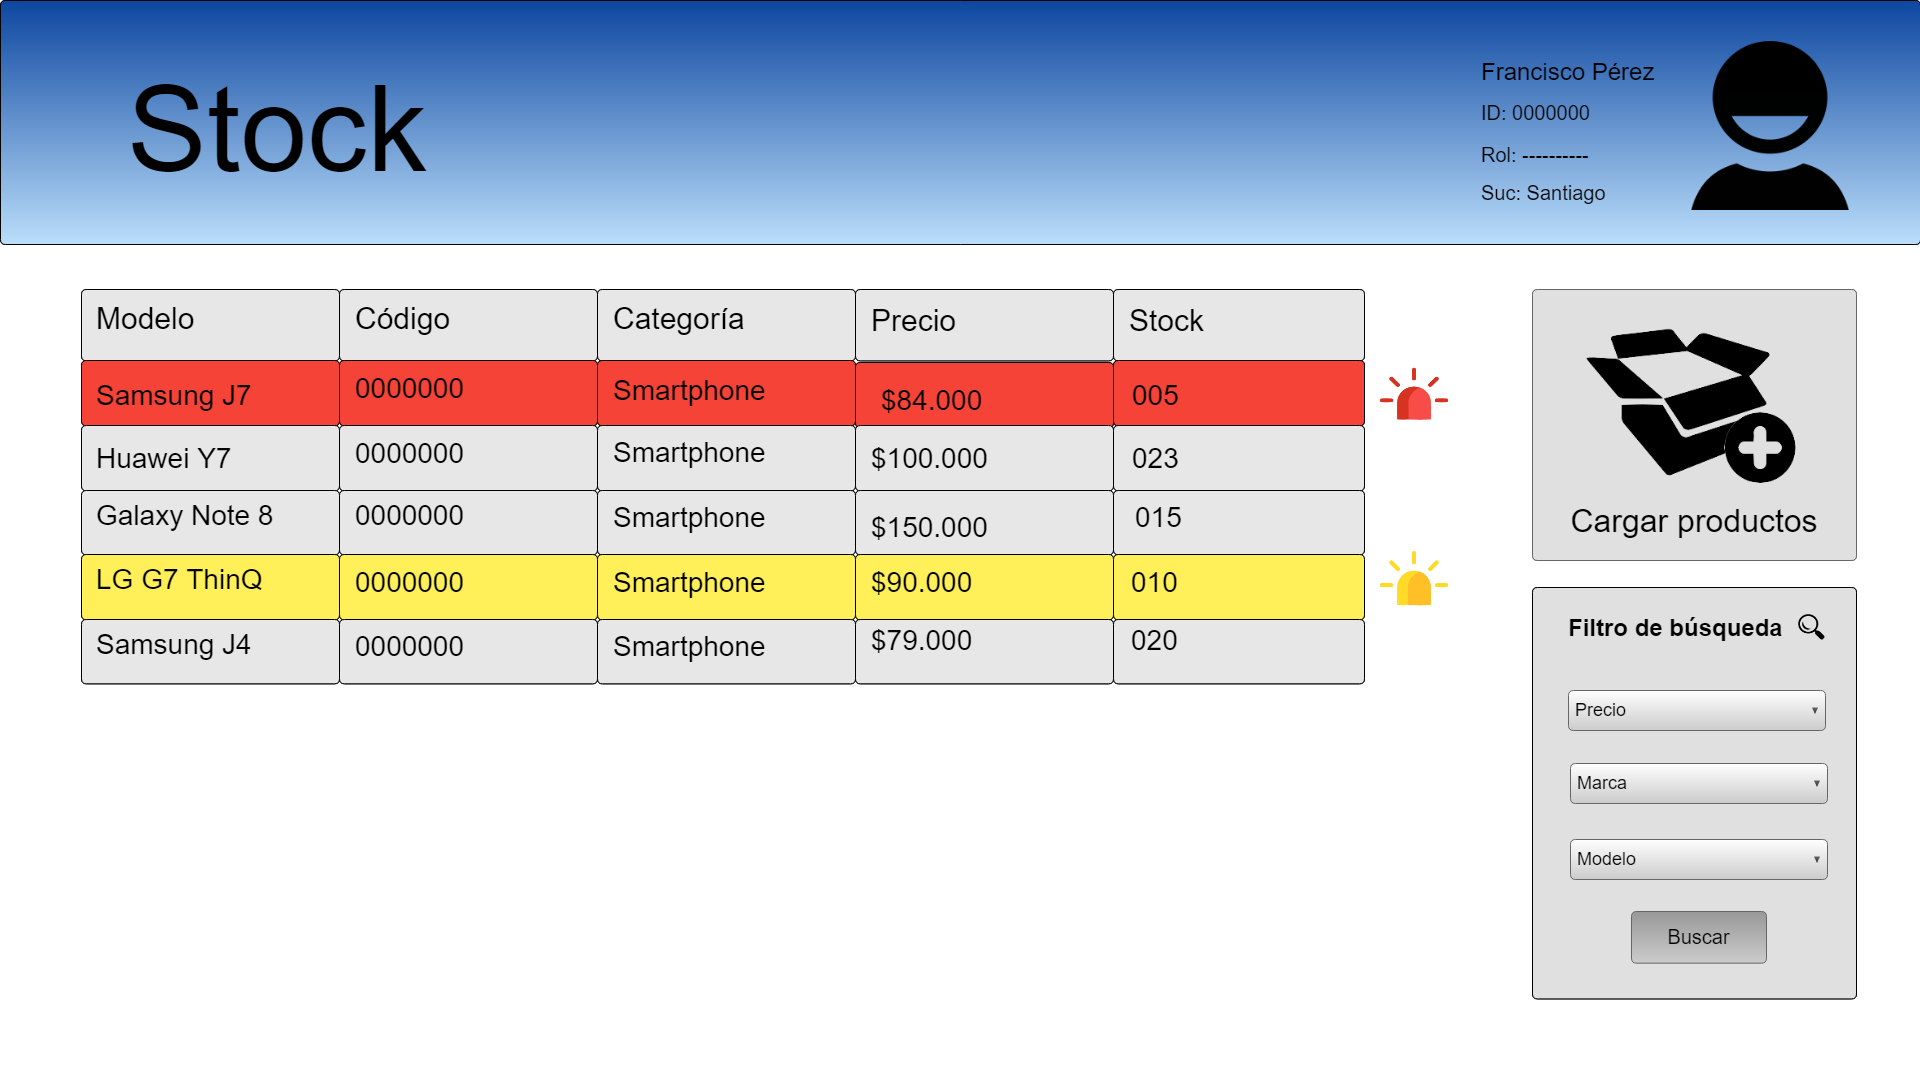 Stock
Francisco Pérez
ID: 0000000
Rol: ----------
Suc: Santiago
Modelo Código Categoría Precio Stock
Samsung J7 0000000 Smartphone $84.000 005
Huawei Y7 0000000 Smartphone $100.000 023
Galaxy Note 8 0000000 Smartphone $150.000 015
LG G7 ThinQ 0000000 Smartphone $90.000 010
Samsung J4 0000000 Smartphone $79.000 020
Cargar productos
Filtro de búsqueda
Precio
Marca
Modelo
Buscar